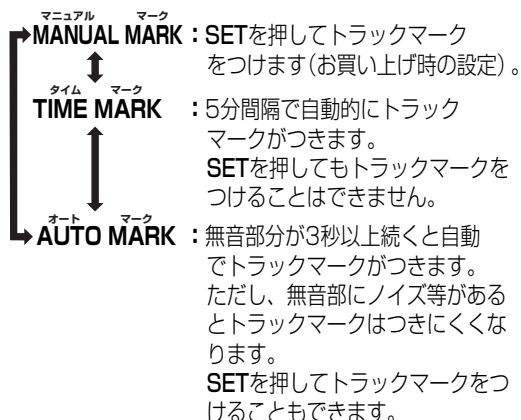 マニュアル マーク
MANUAL MARK：SETを押してトラックマーク
をつけます（お買い上げ時の設定）。
タイム マーク
TIME MARK ：5分間隔で自動的にトラック
マークがつきます。
SETを押してもトラックマークを
つけることはできません。
オート マーク
AUTO MARK ：無音部分が3秒以上続くと自動
でトラックマークがつきます。
ただし、無音部にノイズ等がある
とトラックマークはつきにくくな
ります。
SETを押してトラックマークをつ
けることもできます。